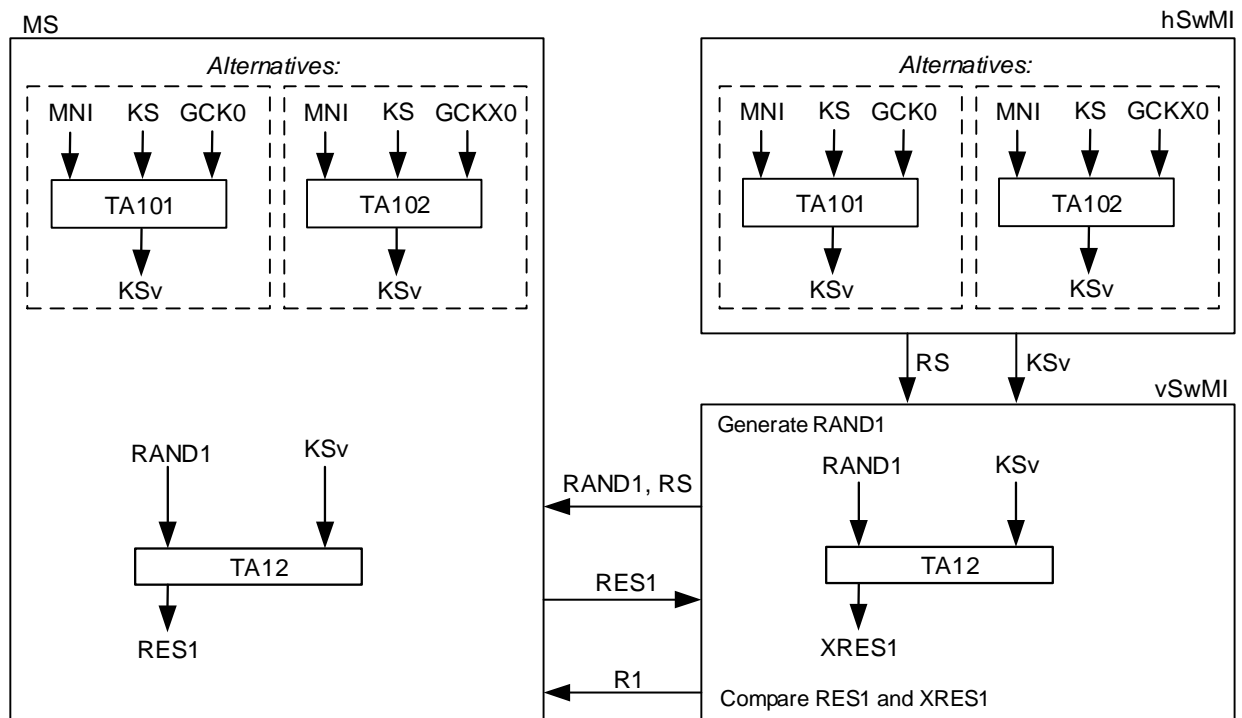 MS
Alternatives:
MNI KS GCK0
TA101
KSv
MNI KS GCKX0
TA102
KSv
RAND1
KSv
TA12
RES1
hSwMI
Alternatives:
MNI KS GCK0
TA101
KSv
MNI KS GCKX0
TA102
KSv
RS
KSv
vSwMI
Generate RAND1
RAND1
KSv
TA12
XRES1
Compare RES1 and XRES1
RAND1, RS
RES1
R1